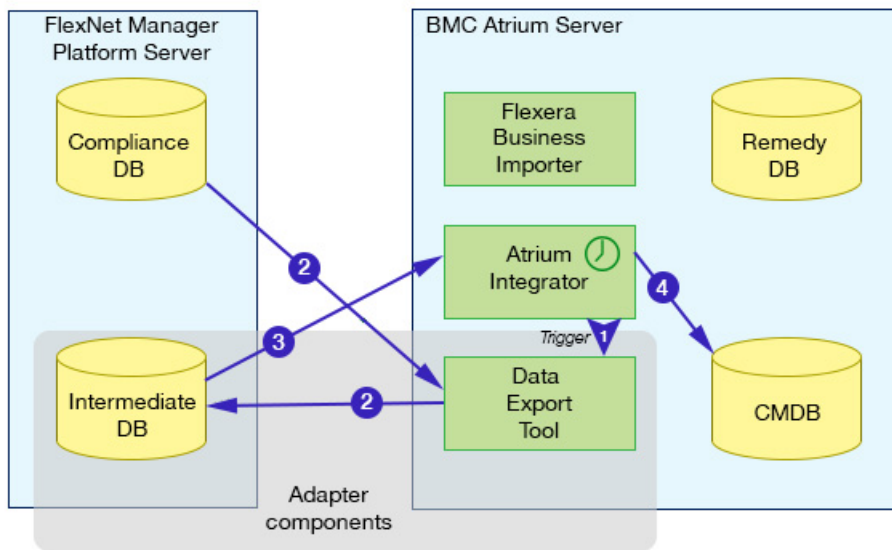 FlexNet Manager
Platform Server
BMC Atrium Server
Compliance
DB
Flexera
Business
Importer
Remedy
DB
Atrium
Integrator
2
4
3
Trigger 1
Intermediate
DB
2
Data
Export
Tool
CMDB
Adapter
components